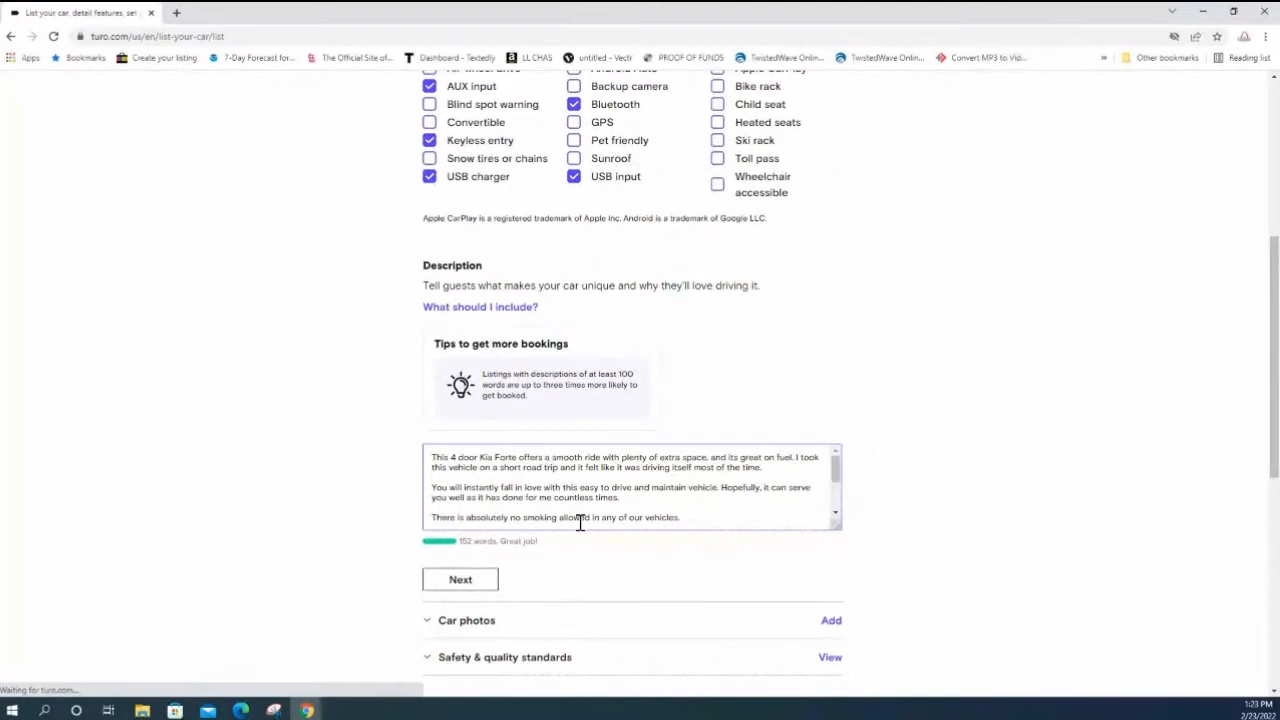 List your car, detail features, set
turo.com/us/en/list-your-car/list
Apps
Bookmarks
Create your listing
7-Day Forecast for...
The Official Site of...
Dashboard - Textedly
LL CHAS
untitled - Vectr
PROOF OF FUNDS
TwistedWave Onlin...
TwistedWave Onlin...
Convert MP3 to Vid...
»
Other bookmarks
Reading list
AUX input
Backup camera
Bike rack
Blind spot warning
Bluetooth
Child seat
Convertible
GPS
Heated seats
Keyless entry
Pet friendly
Ski rack
Snow tires or chains
Sunroof
Toll pass
USB charger
USB input
Wheelchair
accessible
Apple CarPlay is a registered trademark of Apple Inc. Android is a trademark of Google LLC.
Description
Tell guests what makes your car unique and why they'll love driving it.
What should I include?
Tips to get more bookings
Listings with descriptions of at least 100
words are up to three times more likely to
get booked.
This 4 door Kia Forte offers a smooth ride with plenty of extra space, and its great on fuel. I took
this vehicle on a short road trip and it felt like it was driving itself most of the time.
You will instantly fall in love with this easy to drive and maintain vehicle. Hopefully, it can serve
you well as it has done for me countless times.
There is absolutely no smoking allowed in any of our vehicles.
152 words. Great job!
Next
Car photos
Add
Safety & quality standards
View
Waiting for turo.com...
1:23 PM
2/23/2022